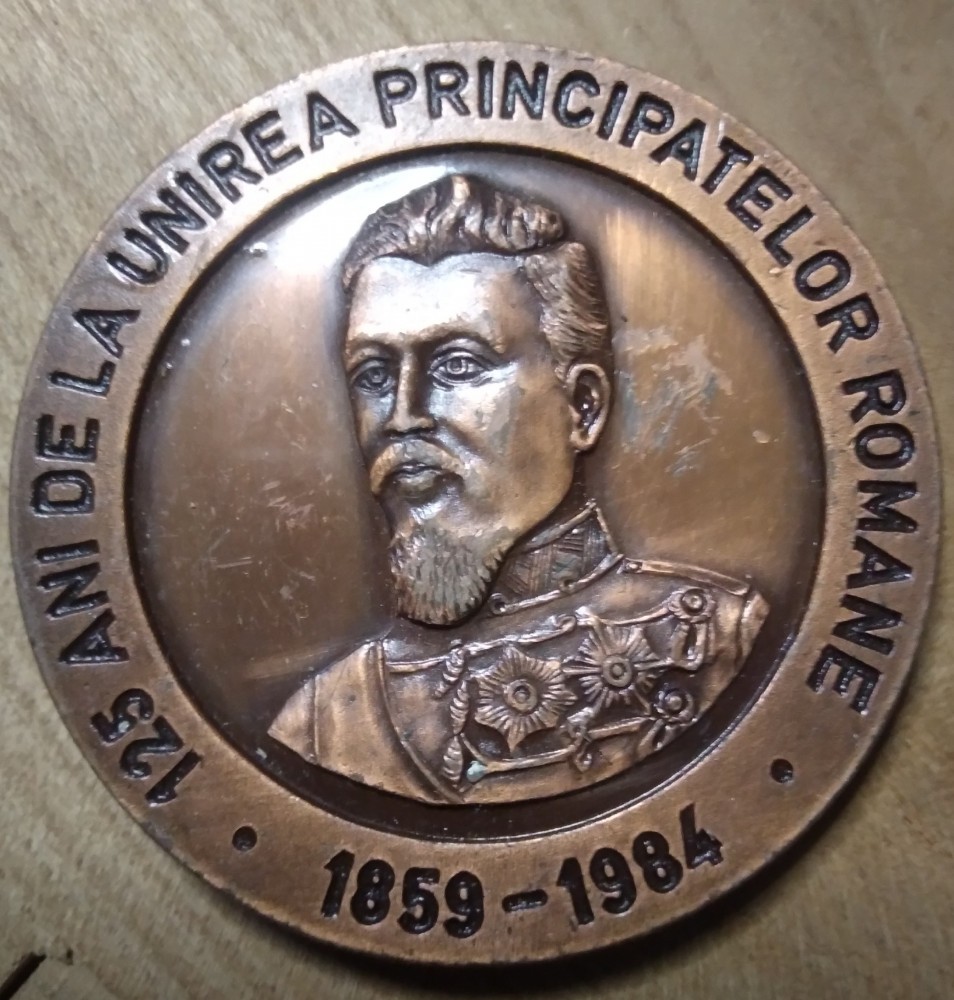 125 ANI DE LA UNIREA PRINCIPATELOR ROMANE
1859 – 1984